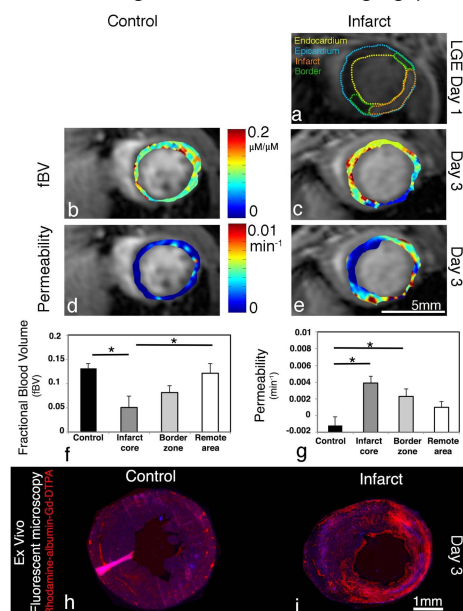 Control
Infarct
Endocardium
Epicardium
Infarct
Border
a
LGE Day 1
fBV
b
0.2
µM/µM
0
c
Day 3
Permeability
d
0.01
min-1
0
e
5mm
Day 3
Fractional Blood Volume
(fBV)
0.2
0.15
0.1
0.05
0
*
*
Control
Infarct core
Border zone
Remote area
f
Permeability
(min-1)
0.01
0.008
0.006
0.004
0.002
0
-0.002
*
*
Control
Infarct core
Border zone
Remote area
g
Ex Vivo
Fluorescent microscopy
Rhodamine-albumin-Gd-DTPA
Control
h
Infarct
i
1mm
Day 3